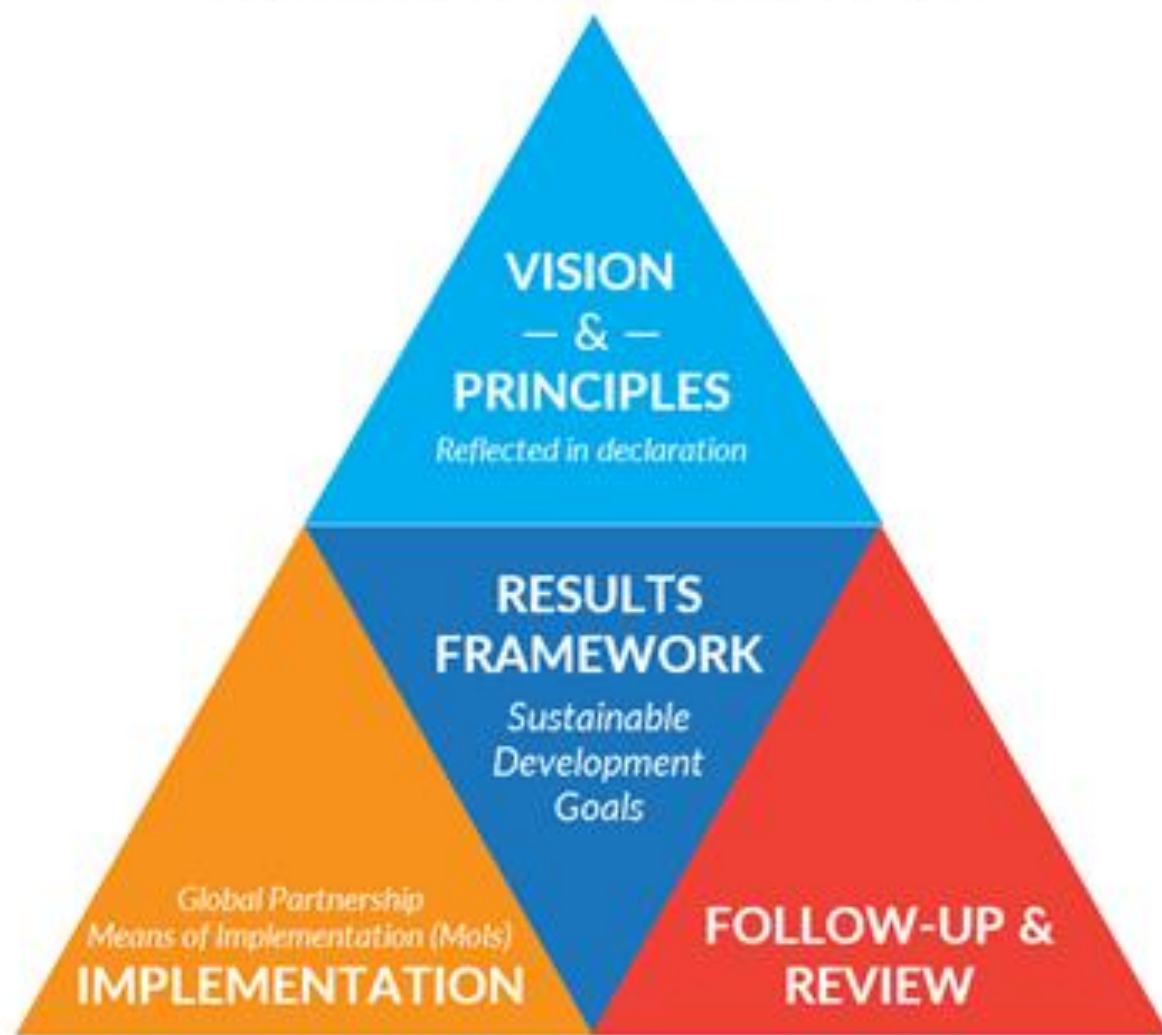 VISION
— & —
PRINCIPLES
Reflected in declaration
RESULTS
FRAMEWORK
Sustainable
Development
Goals
Global Partnership
Means of Implementation (MoIs)
IMPLEMENTATION
FOLLOW-UP &
REVIEW